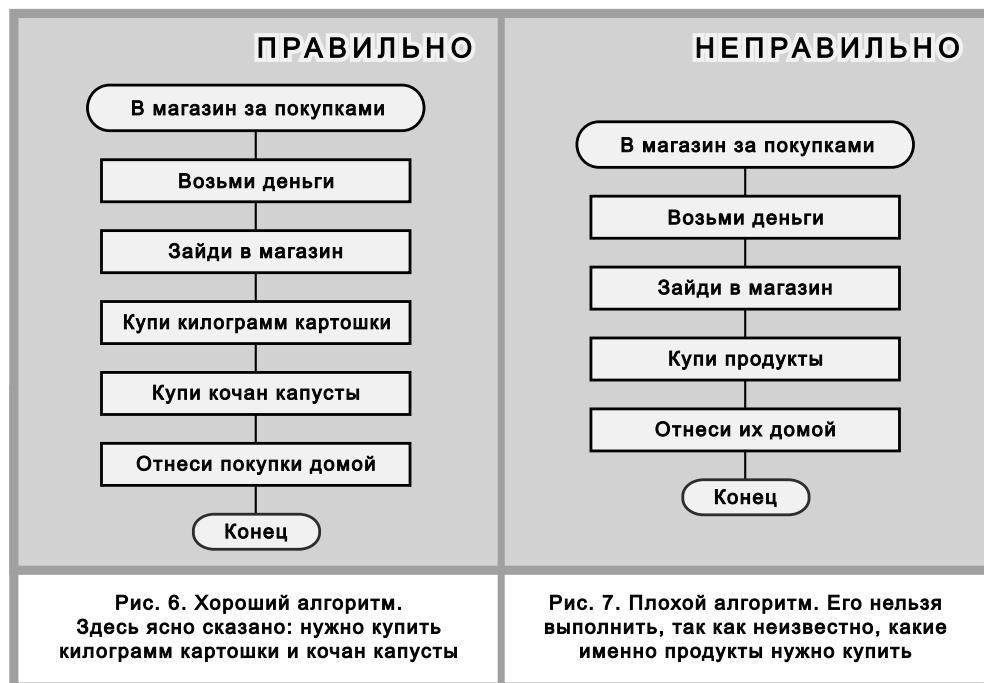 ПРАВИЛЬНО
В магазин за покупками
Возьми деньги
Зайди в магазин
Купи килограмм картошки
Купи кочан капусты
Отнеси покупки домой
Конец
Рис. 6. Хороший алгоритм.
Здесь ясно сказано: нужно купить
килограмм картошки и кочан капусты
НЕПРАВИЛЬНО
В магазин за покупками
Возьми деньги
Зайди в магазин
Купи продукты
Отнеси их домой
Конец
Рис. 7. Плохой алгоритм. Его нельзя
выполнить, так как неизвестно, какие
именно продукты нужно купить